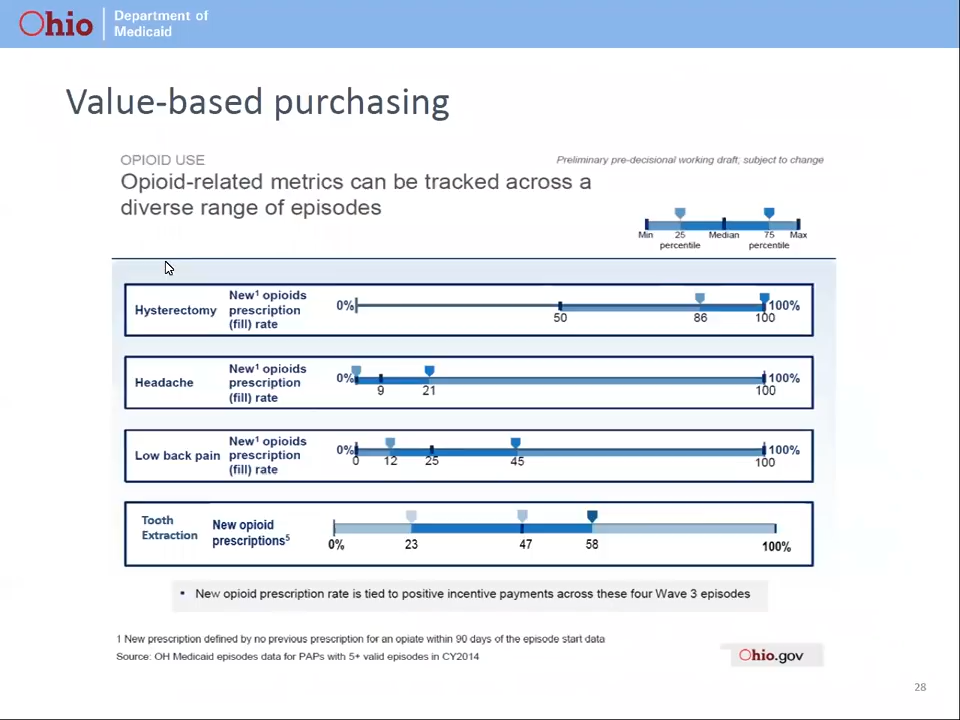 Ohio
Department of
Medicaid
Value-based purchasing
OPIOID USE
Preliminary pre-decisional working draft, subject to change
Opioid-related metrics can be tracked across a
diverse range of episodes
Min 25 Median 75 Max
percentile percentile
Hysterectomy
New¹ opioids
prescription
(fill) rate
0% 100%
50 86 100
Headache
New¹ opioids
prescription
(fill) rate
0% 100%
9 21 100
Low back pain
New¹ opioids
prescription
(fill) rate
0% 100%
0 12 25 45 100
Tooth
Extraction
New opioid
prescriptions⁵
0% 23 47 58 100%
• New opioid prescription rate is tied to positive incentive payments across these four Wave 3 episodes
1 New prescription defined by no previous prescription for an opiate within 90 days of the episode start data
Source: OH Medicaid episodes data for PAPs with 5+ valid episodes in CY2014
Ohio.gov
28